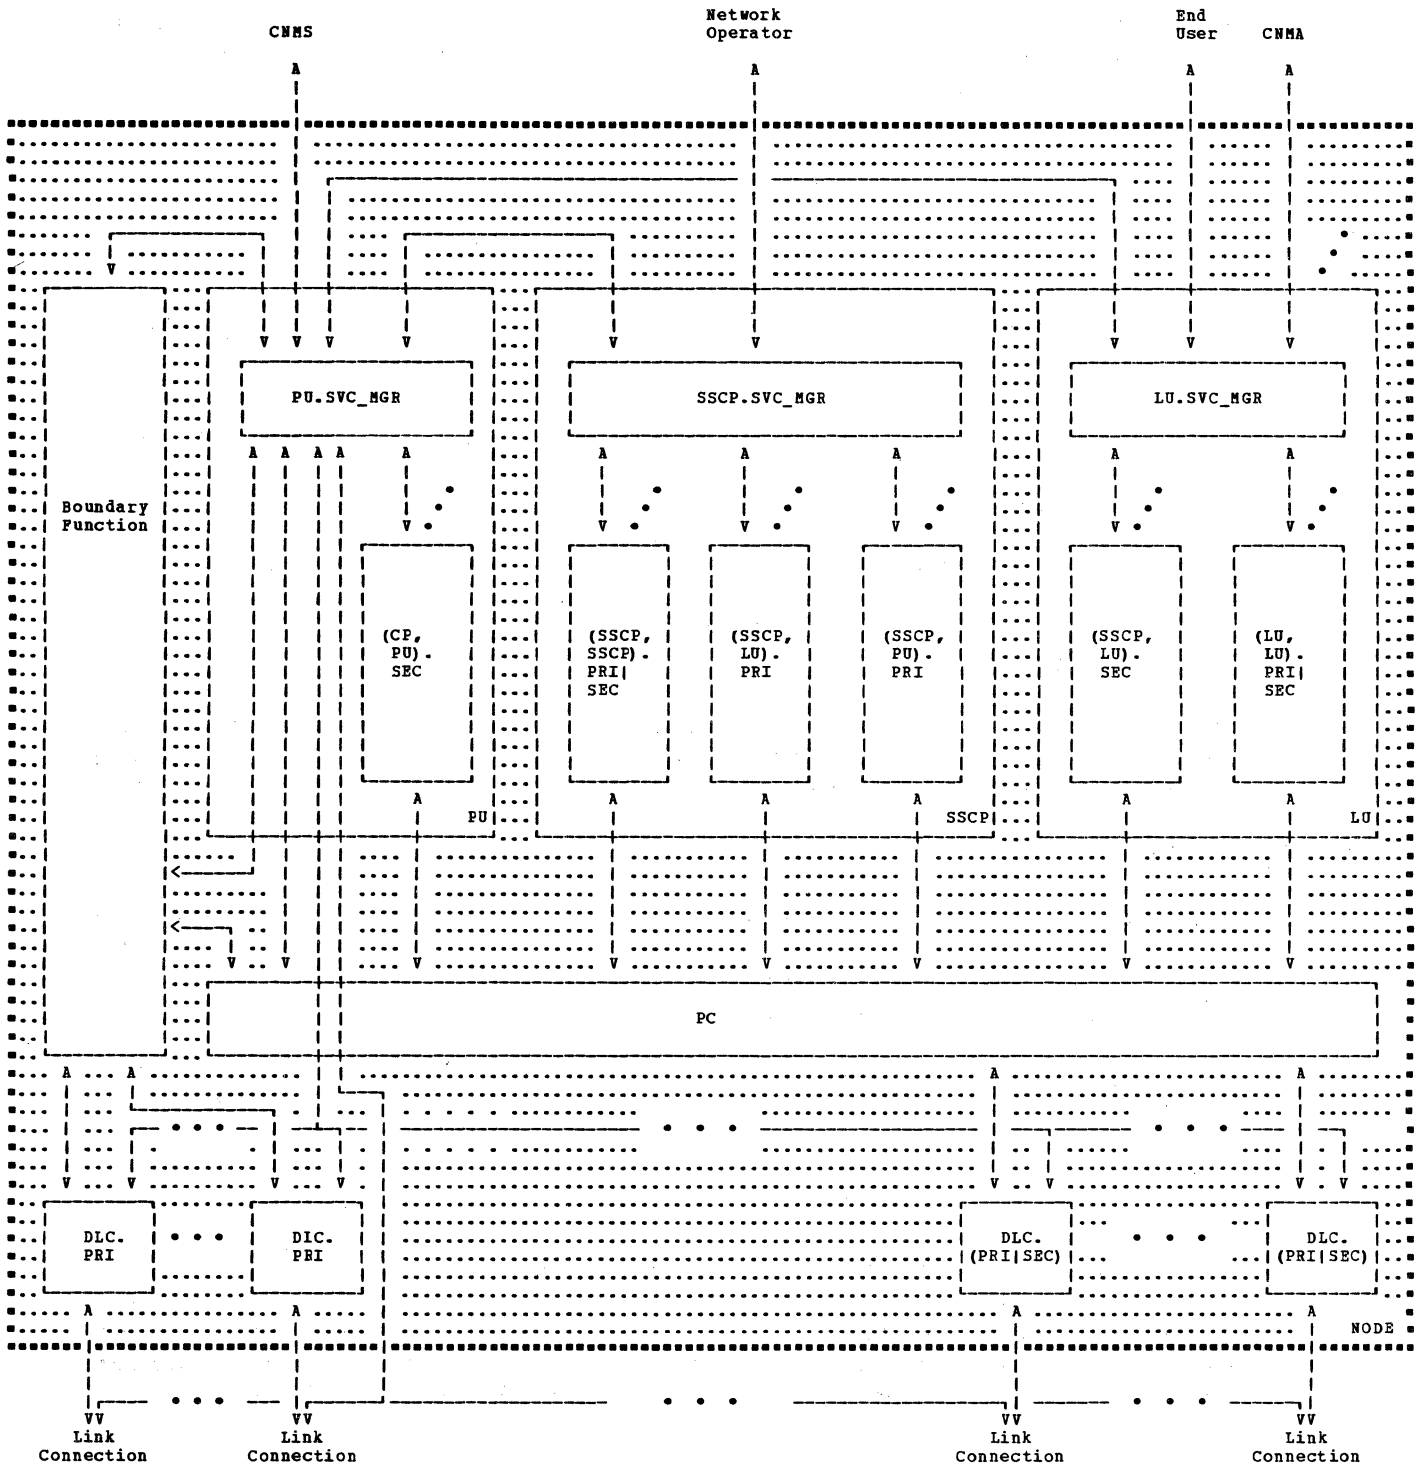 Network
Operator
End
User
CNMS
CNMA
PU.SVC_MGR
SSCP.SVC_MGR
LU.SVC_MGR
Boundary
Function
(CP,
PU).
SEC
(SSCP,
SSCP).
PRI|
SEC
(SSCP,
LU).
PRI
(SSCP,
PU).
PRI
(SSCP,
LU).
SEC
(LU,
LU).
PRI|
SEC
PU
SSCP
LU
PC
DLC.
PRI
DLC.
PRI
DLC.
(PRI|SEC)
DLC.
(PRI|SEC)
NODE
Link
Connection
Link
Connection
Link
Connection
Link
Connection